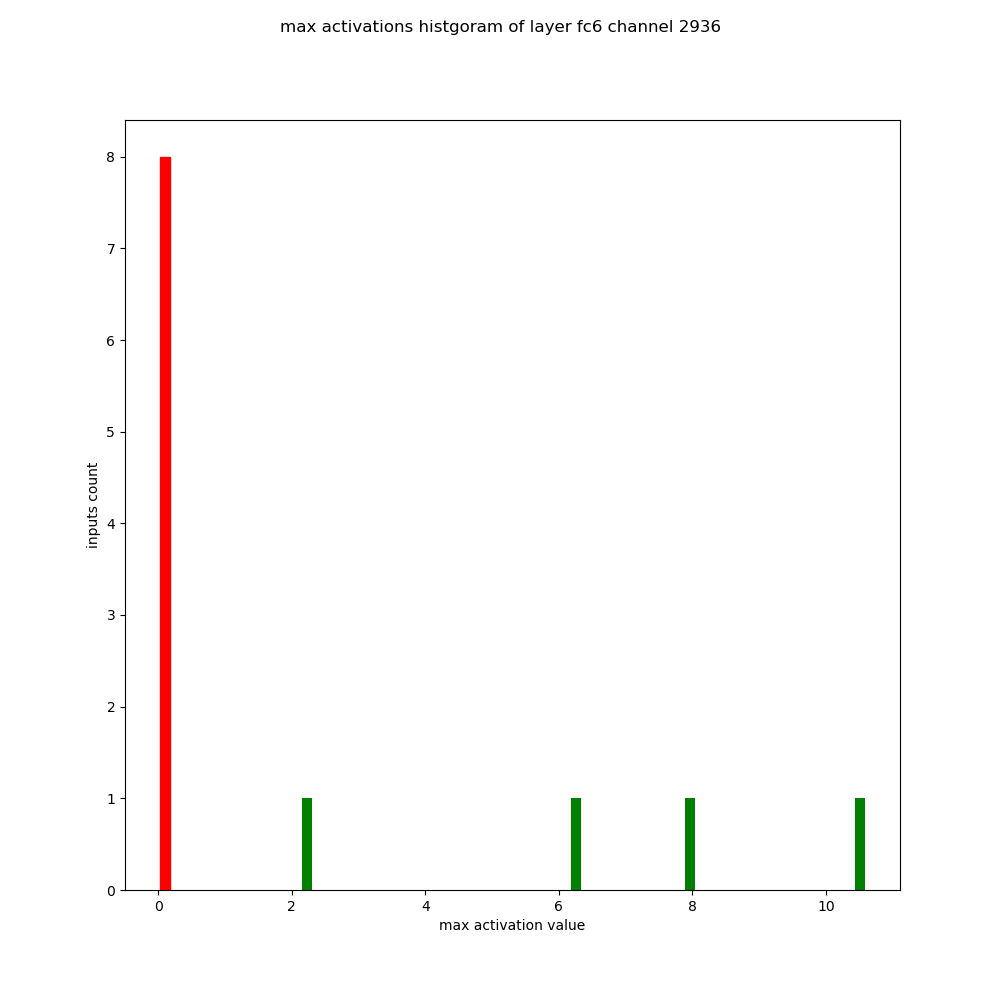 max activations histgoram of layer fc6 channel 2936
8
7
6
5
4
3
2
1
0
inputs count
0 2 4 6 8 10
max activation value